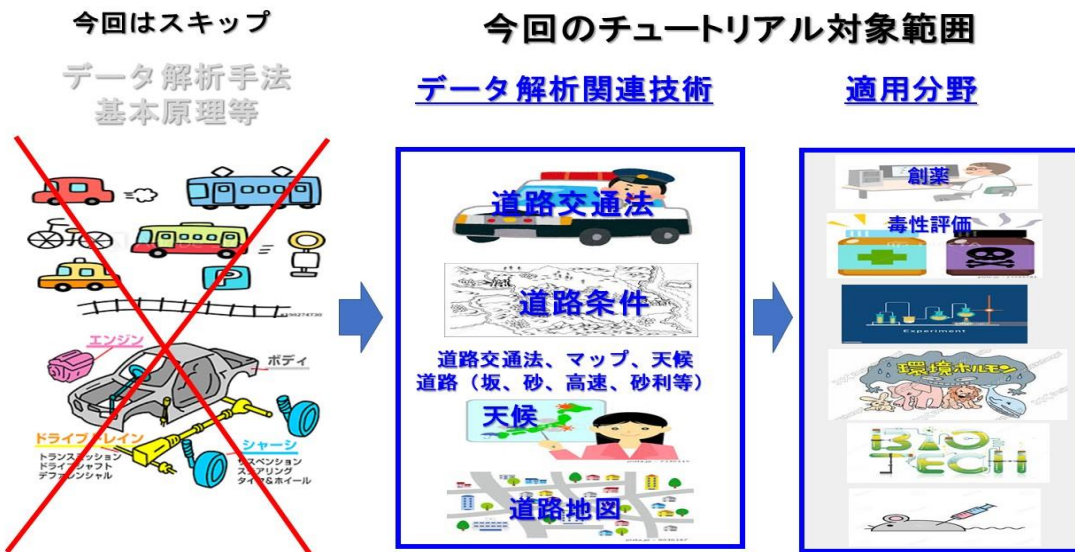 今回はスキップ
今回のチュートリアル対象範囲
データ解析手法
基本原理等
データ解析関連技術
適用分野
エンジン
ボディ
ドライブトレイン
トランスミッション
ドライブシャフト
デファレンシャル
シャーシ
サスペンション
ステアリング
タイヤ&ホイール
P
道路交通法
道路条件
道路交通法、マップ、天候
道路(坂、砂、高速、砂利等)
天候
道路地図
創薬
毒性評価
Experiment
環境ホルモン
BIO
TECH